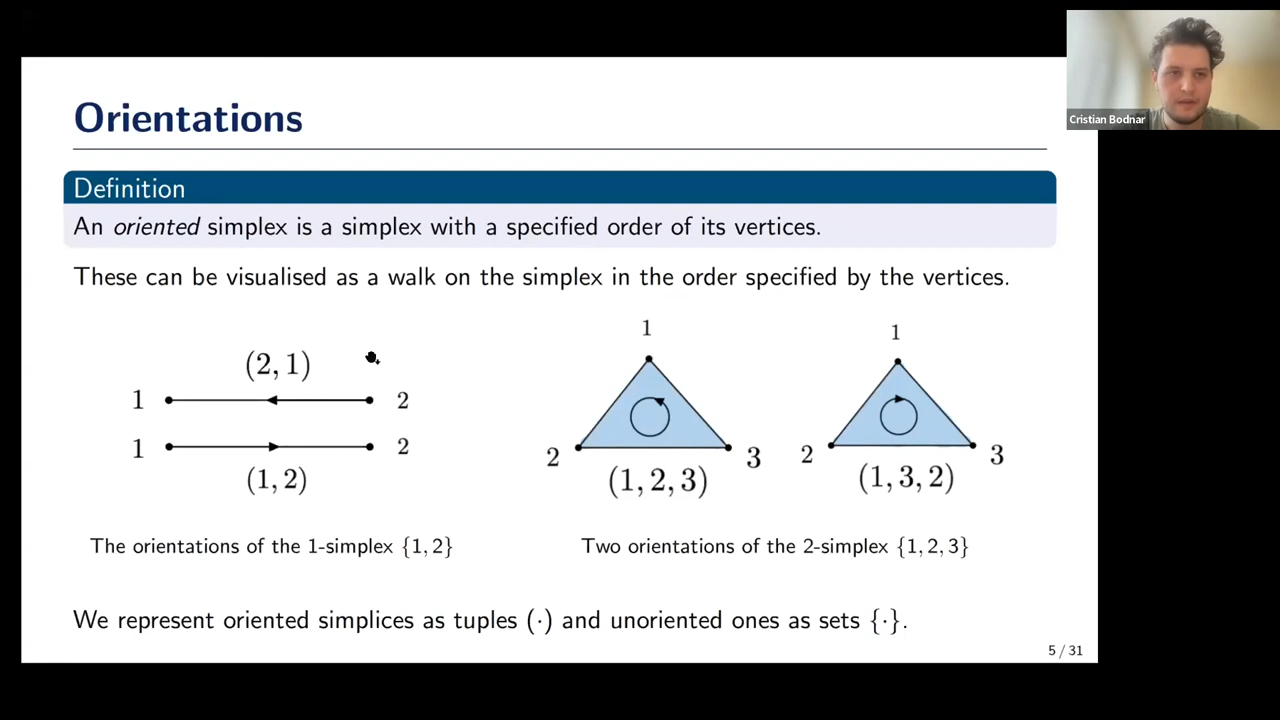 Cristian Bodnar
Orientations
Definition
An oriented simplex is a simplex with a specified order of its vertices.
These can be visualised as a walk on the simplex in the order specified by the vertices.
(2, 1)
1 2
1 2
(1, 2)
1
2 3
(1, 2, 3)
1
2 3
(1, 3, 2)
The orientations of the 1-simplex {1, 2}
Two orientations of the 2-simplex {1, 2, 3}
We represent oriented simplices as tuples (·) and unoriented ones as sets {·}.
5 / 31